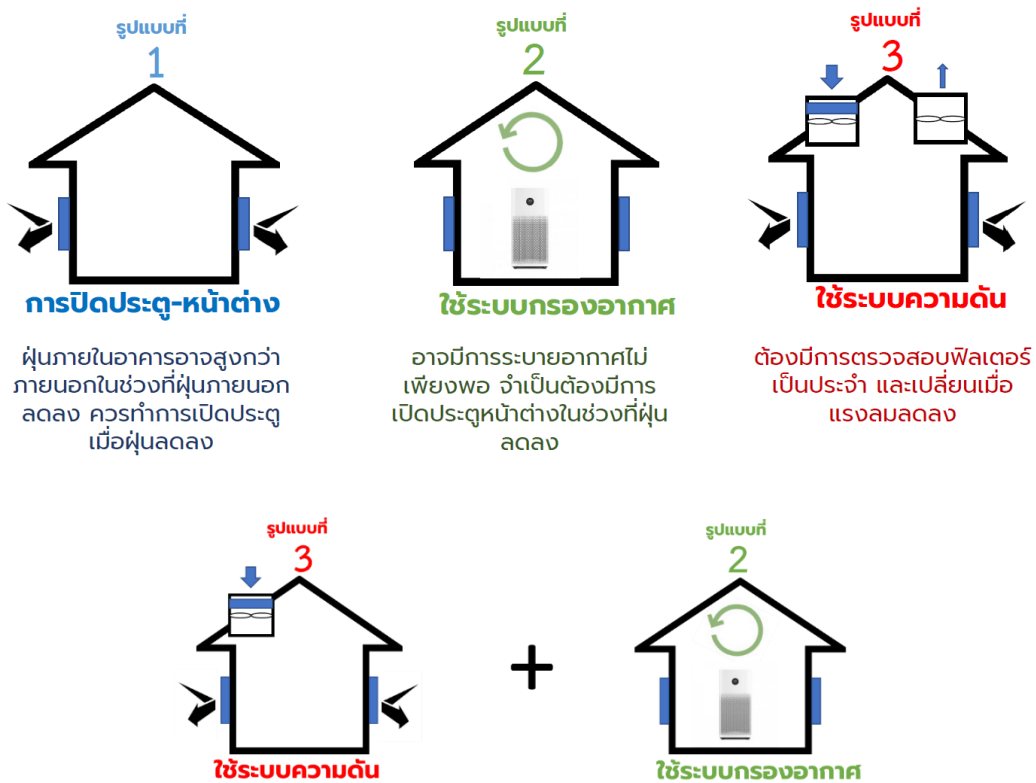 รูปแบบที่
1
รูปแบบที่
2
รูปแบบที่
3
การปิดประตู-หน้าต่าง
ใช้ระบบกรองอากาศ
ใช้ระบบความดัน
ฝุ่นภายในอาคารอาจสูงกว่า
ภายนอกในช่วงที่ฝุ่นภายนอก
ลดลง ควรทำการเปิดประตู
เมื่อฝุ่นลดลง
อาจมีการระบายอากาศไม่
เพียงพอ จำเป็นต้องมีการ
เปิดประตูหน้าต่างในช่วงที่ฝุ่น
ลดลง
ต้องมีการตรวจสอบฟิลเตอร์
เป็นประจำ และเปลี่ยนเมื่อ
แรงลมลดลง
รูปแบบที่
3
รูปแบบที่
2
ใช้ระบบความดัน
+
ใช้ระบบกรองอากาศ